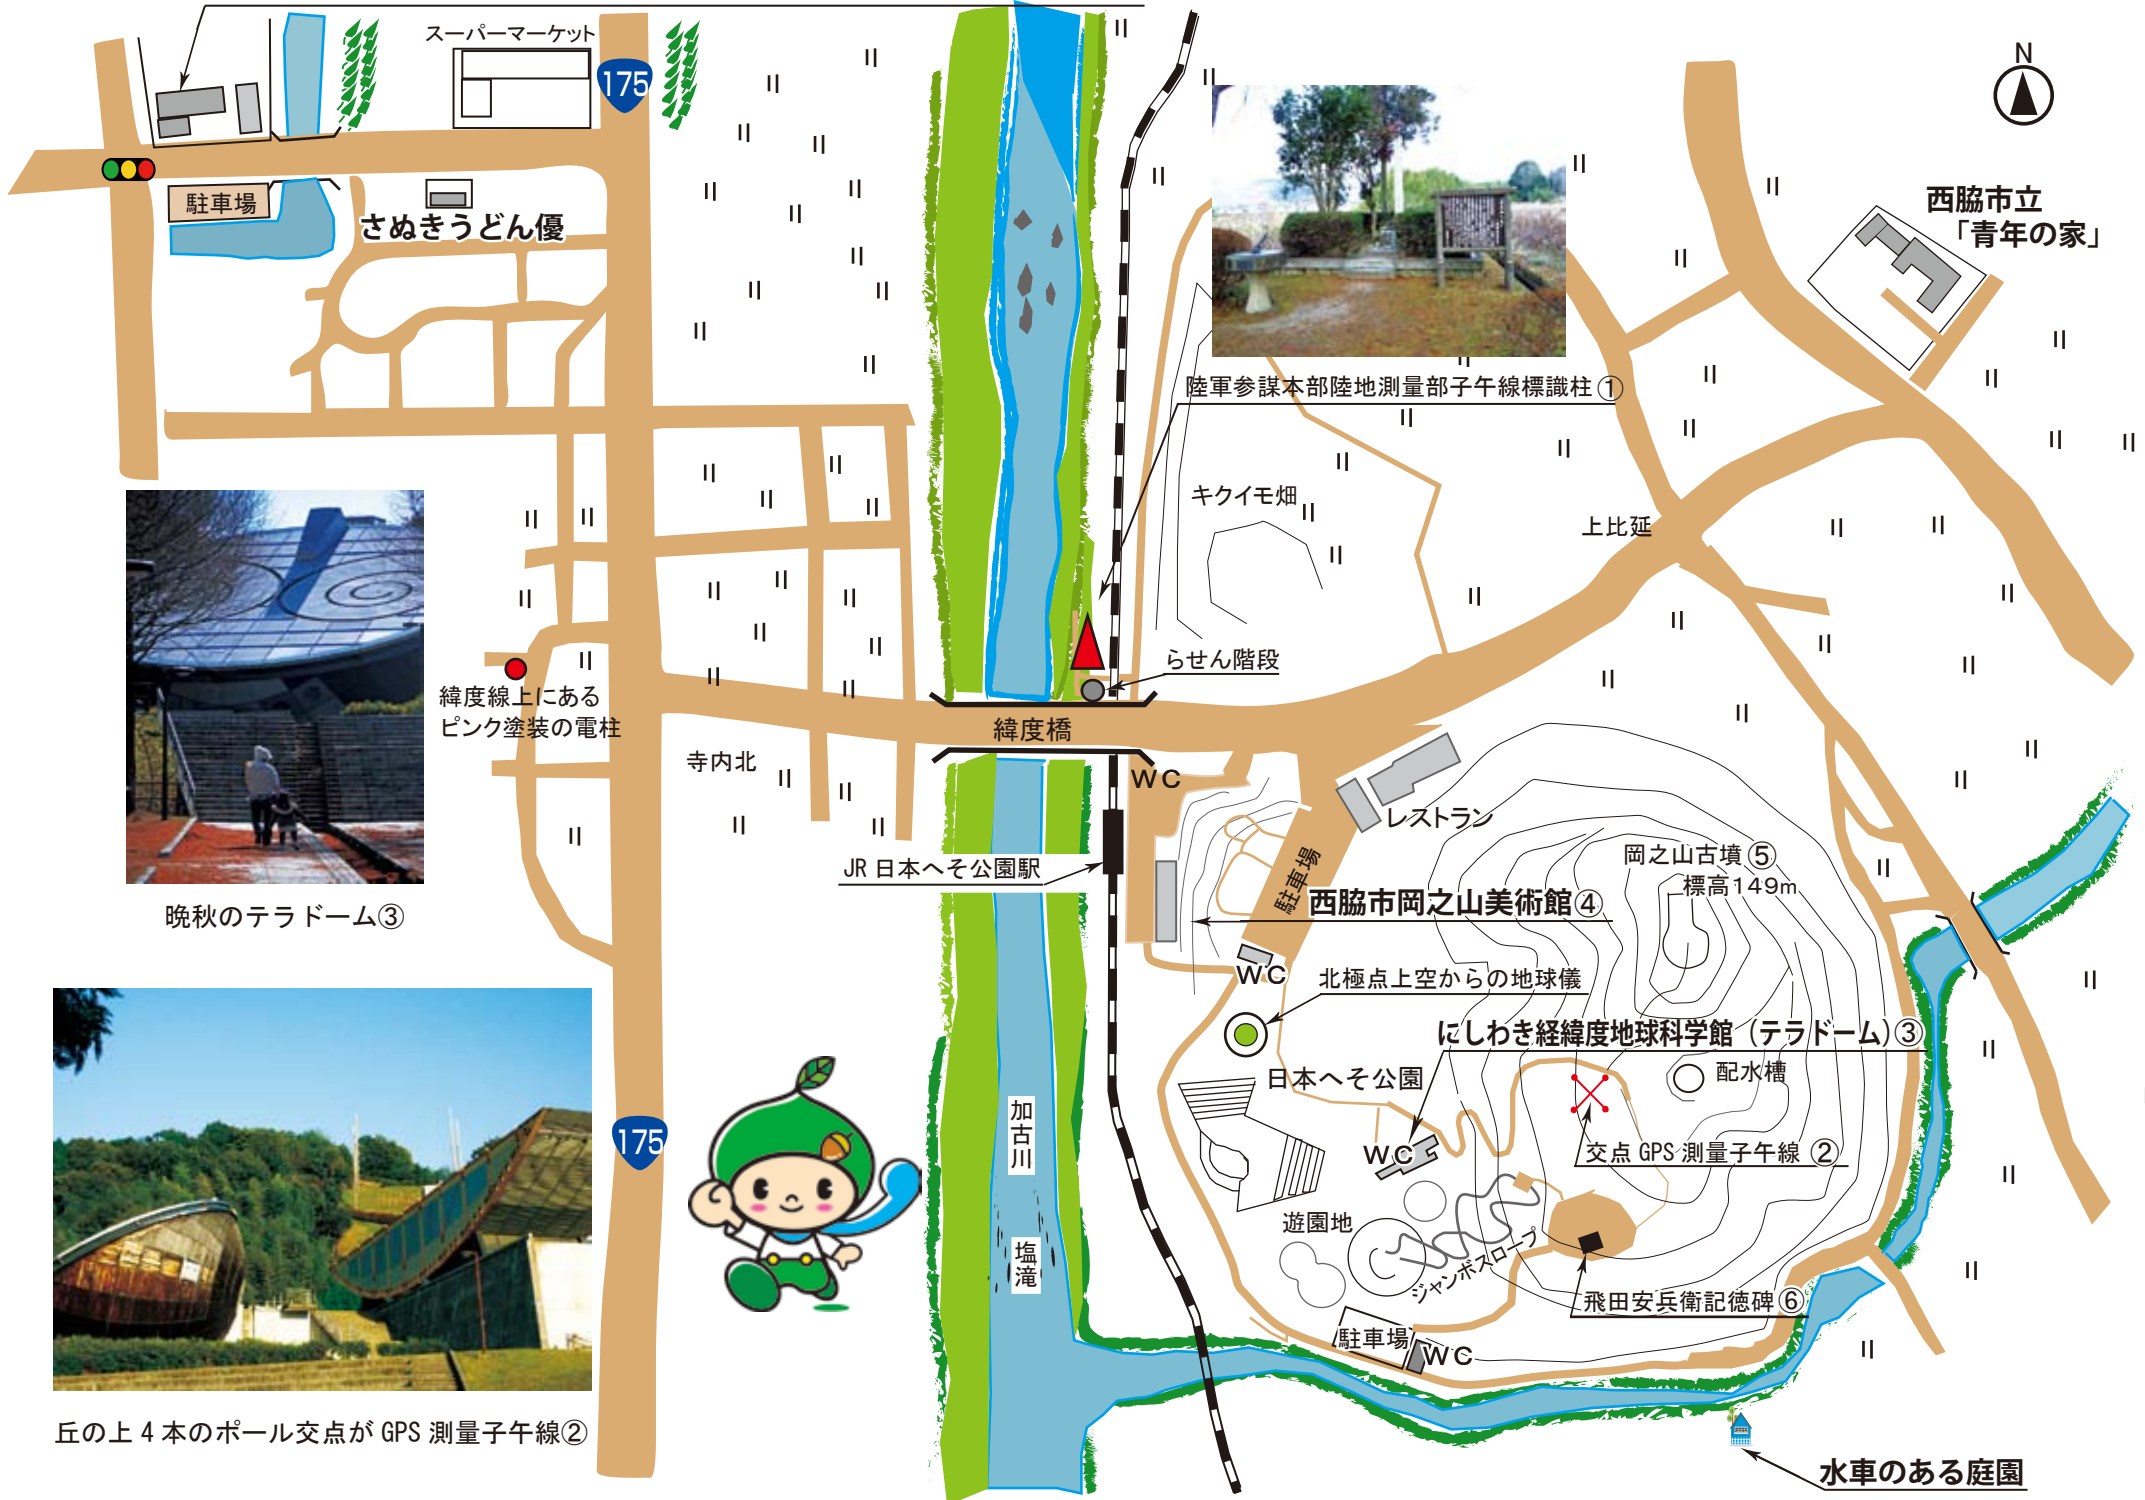 スーパーマーケット
175
N
駐車場
さぬきうどん優
西脇市立
「青年の家」
陸軍参謀本部陸地測量部子午線標識柱①
キクイモ畑
上比延
らせん階段
緯度線上にある
ピンク塗装の電柱
緯度橋
寺内北
WC
レストラン
JR 日本へそ公園駅
駐車場
岡之山古墳⑤
標高149m
西脇市岡之山美術館④
晩秋のテラドーム③
WC
北極点上空からの地球儀
にしわき経緯度地球科学館（テラドーム）③
日本へそ公園
配水槽
加古川
175
WC
交点 GPS 測量子午線 ②
遊園地
塩滝
ジャンボスロープ
飛田安兵衛記徳碑⑥
駐車場
WC
丘の上 4 本のポール交点が GPS 測量子午線②
水車のある庭園